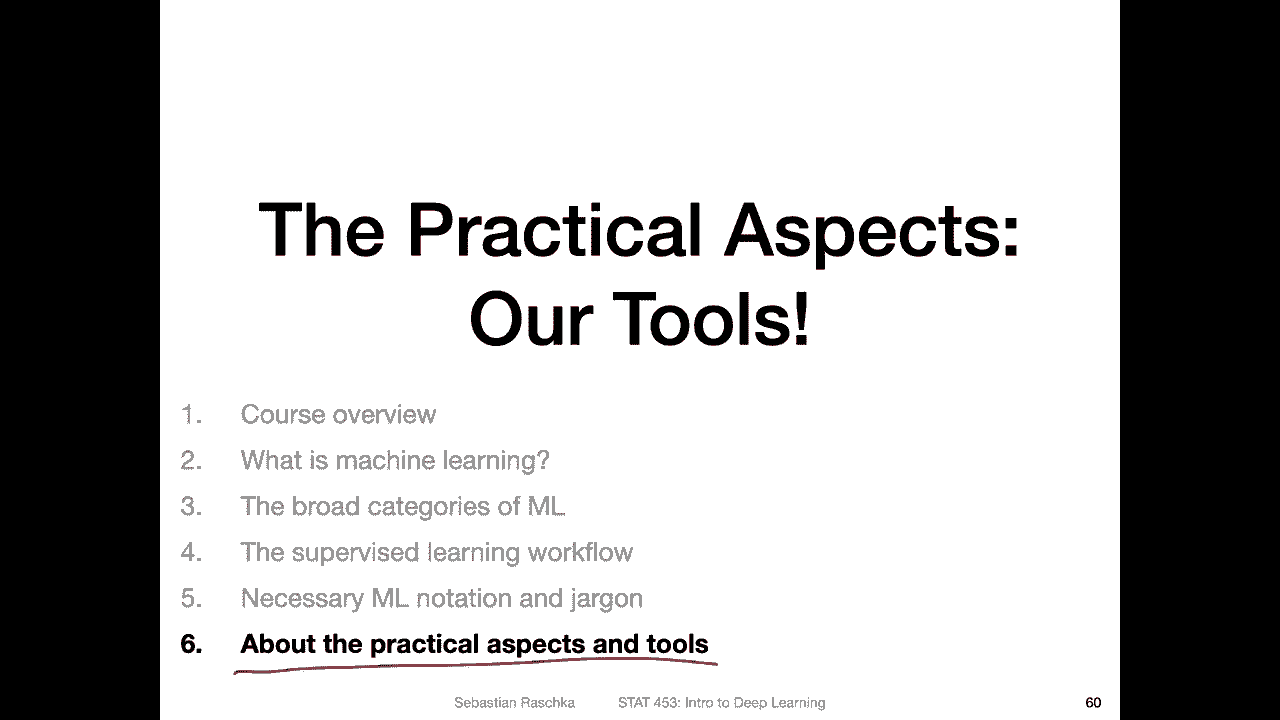 The Practical Aspects:
Our Tools!
1. Course overview
2. What is machine learning?
3. The broad categories of ML
4. The supervised learning workflow
5. Necessary ML notation and jargon
6. About the practical aspects and tools
Sebastian Raschka STAT 453: Intro to Deep Learning 60